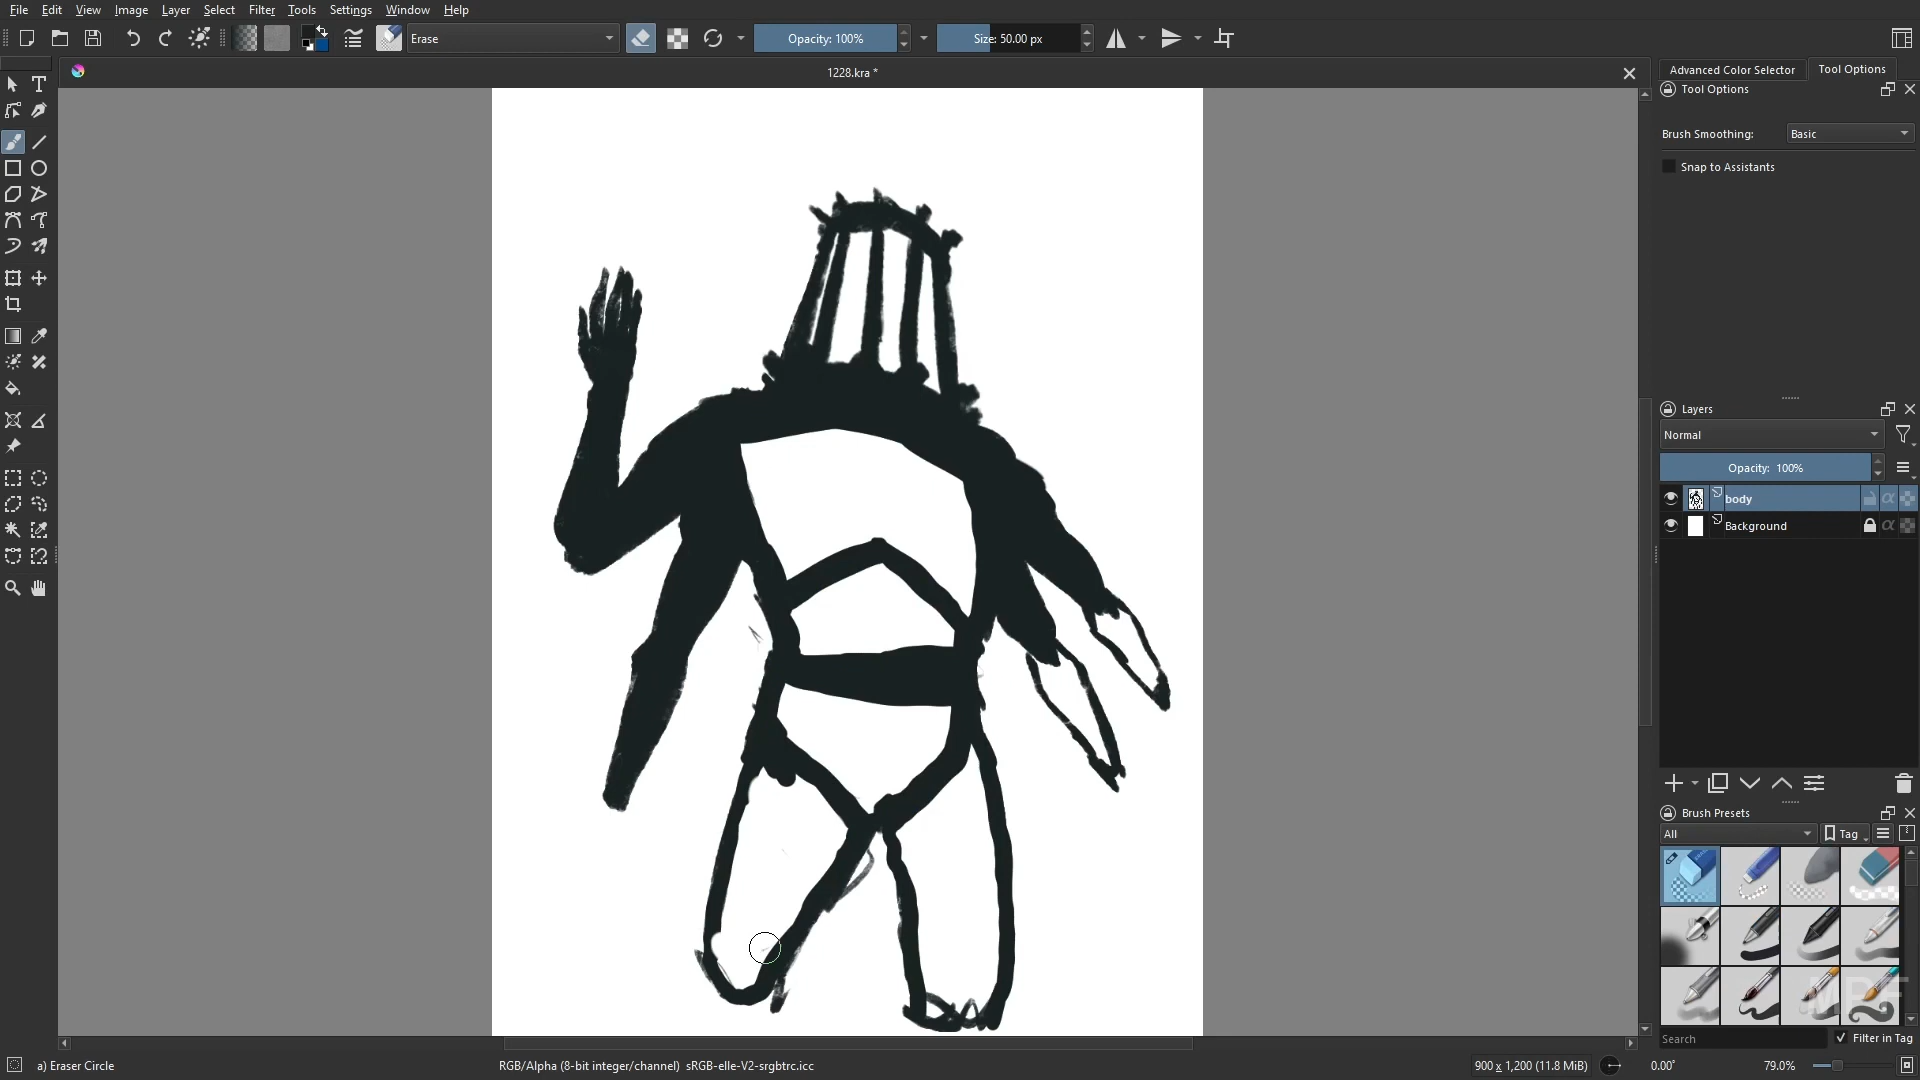 File Edit View Image Layer Select Filter Tools Settings Window Help
Erase Opacity: 100% Size: 50.00 px
1228.kra *
Advanced Color Selector Tool Options
Tool Options
Brush Smoothing: Basic
Snap to Assistants
Layers
Normal
Opacity: 100%
body
Background
Brush Presets
All Tag
Search Filter in Tag
a) Eraser Circle RGB/Alpha (8-bit integer/channel) sRGB-elle-V2-srgbtrc.icc 900 x 1,200 (11.8 MiB) 0.00° 79.0%